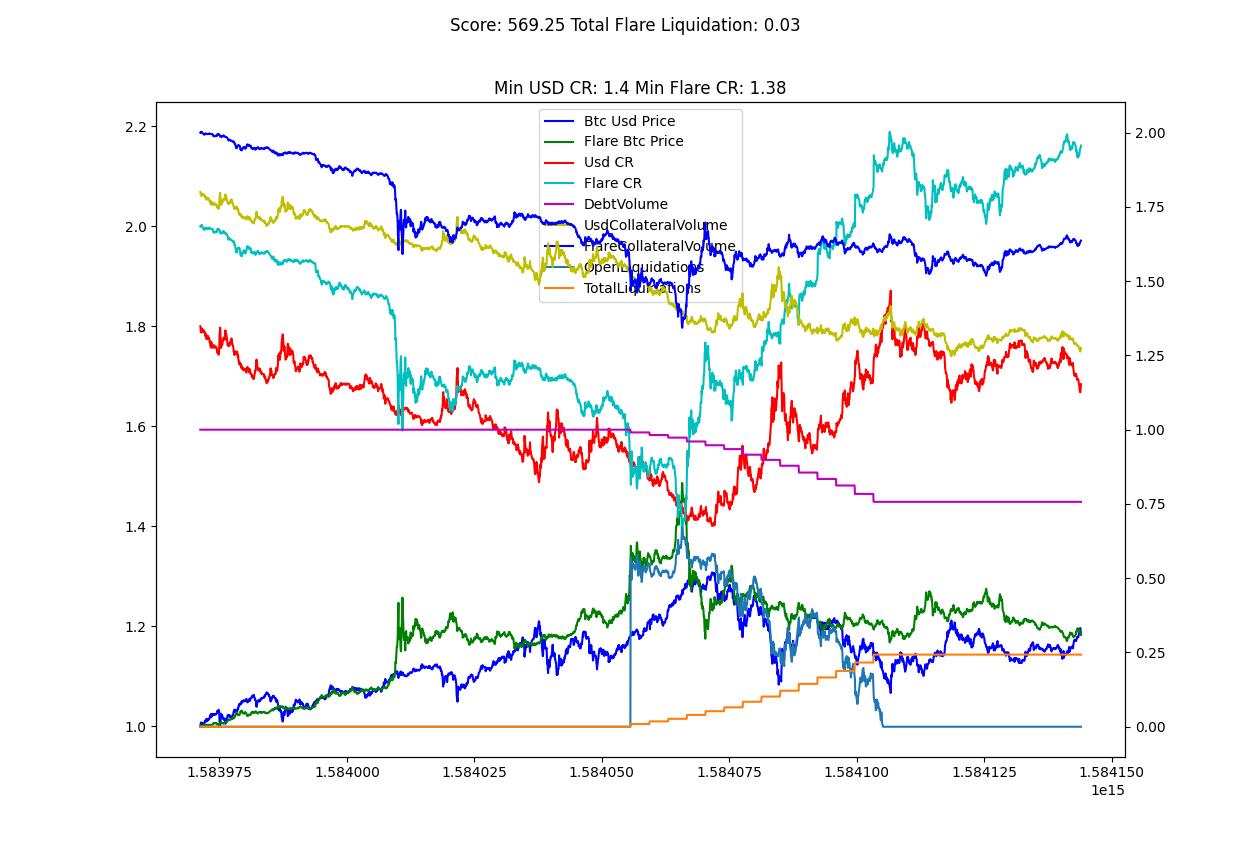 Score: 569.25 Total Flare Liquidation: 0.03
Min USD CR: 1.4 Min Flare CR: 1.38
Btc Usd Price
Flare Btc Price
Usd CR
Flare CR
DebtVolume
UsdCollateralVolume
FlareCollateralVolume
OpenLiquidations
TotalLiquidations
2.2
2.0
1.8
1.6
1.4
1.2
1.0
2.00
1.75
1.50
1.25
1.00
0.75
0.50
0.25
0.00
1.583975 1.584000 1.584025 1.584050 1.584075 1.584100 1.584125 1.584150
1e15